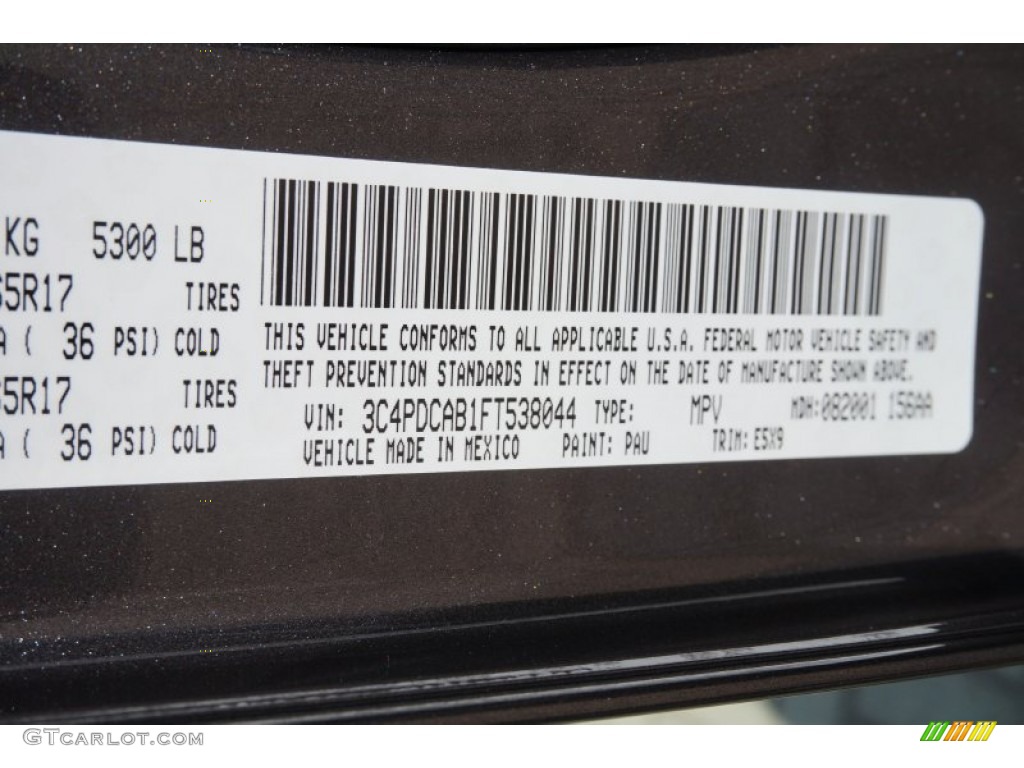 KG 5300 LB
5R17 TIRES
A ( 36 PSI) COLD
5R17 TIRES
A ( 36 PSI) COLD
THIS VEHICLE CONFORMS TO ALL APPLICABLE U.S.A. FEDERAL MOTOR VEHICLE SAFETY AND
THEFT PREVENTION STANDARDS IN EFFECT ON THE DATE OF MANUFACTURE SHOWN ABOVE.
VIN: 3C4PDCAB1FT538044 TYPE: MPV MDH:082001 156AA
VEHICLE MADE IN MEXICO PAINT: PAU TRIM: E5X9
GTCarlot.com